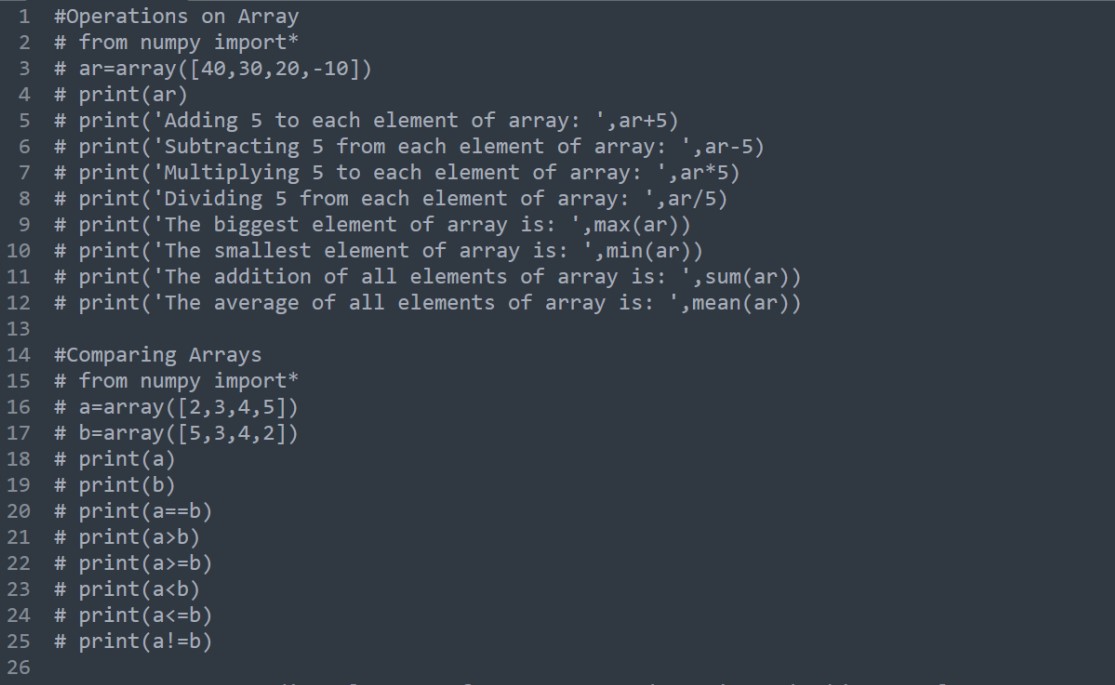 1 #Operations on Array
2 # from numpy import*
3 # ar=array([40,30,20,-10])
4 # print(ar)
5 # print('Adding 5 to each element of array: ',ar+5)
6 # print('Subtracting 5 from each element of array: ',ar-5)
7 # print('Multiplying 5 to each element of array: ',ar*5)
8 # print('Dividing 5 from each element of array: ',ar/5)
9 # print('The biggest element of array is: ',max(ar))
10 # print('The smallest element of array is: ',min(ar))
11 # print('The addition of all elements of array is: ',sum(ar))
12 # print('The average of all elements of array is: ',mean(ar))
13
14 #Comparing Arrays
15 # from numpy import*
16 # a=array([2,3,4,5])
17 # b=array([5,3,4,2])
18 # print(a)
19 # print(b)
20 # print(a==b)
21 # print(a>b)
22 # print(a>=b)
23 # print(a<b)
24 # print(a<=b)
25 # print(a!=b)
26